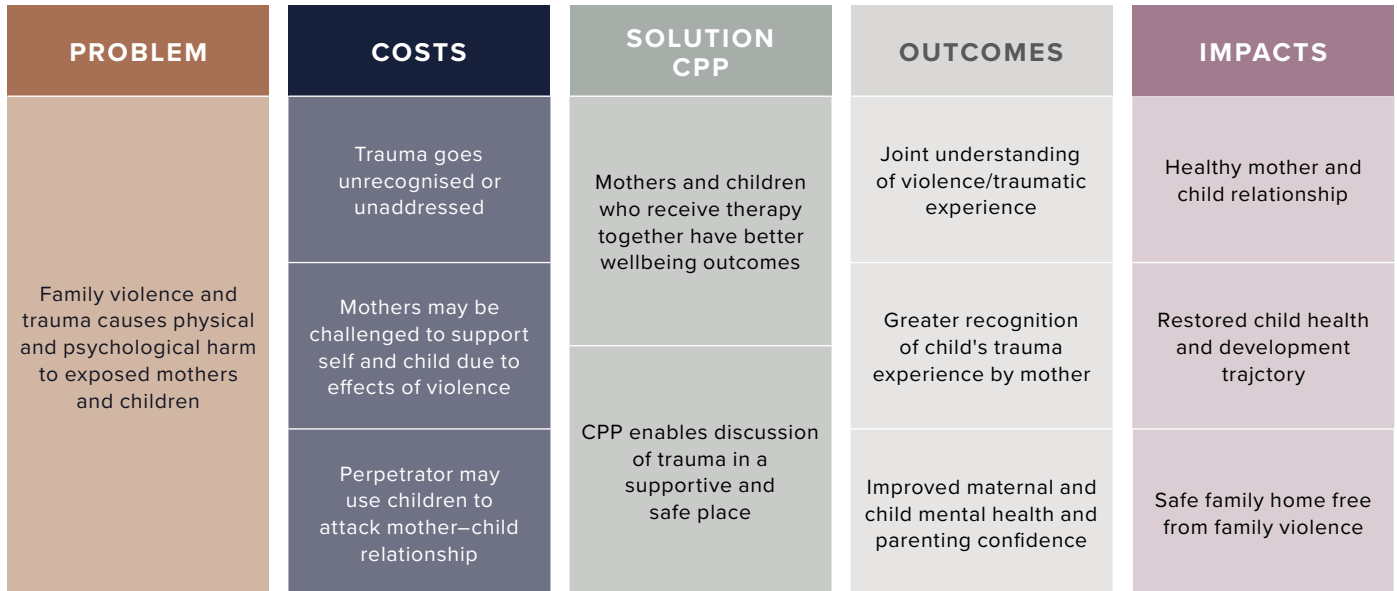 PROBLEM
Family violence and
trauma causes physical
and psychological harm
to exposed mothers
and children
COSTS
Trauma goes
unrecognised or
unaddressed
Mothers may be
challenged to support
self and child due to
effects of violence
Perpetrator may
use children to
attack mother–child
relationship
SOLUTION
CPP
Mothers and children
who receive therapy
together have better
wellbeing outcomes
CPP enables discussion
of trauma in a
supportive and
safe place
OUTCOMES
Joint understanding
of violence/traumatic
experience
Greater recognition
of child's trauma
experience by mother
Improved maternal and
child mental health and
parenting confidence
IMPACTS
Healthy mother and
child relationship
Restored child health
and development
trajctory
Safe family home free
from family violence